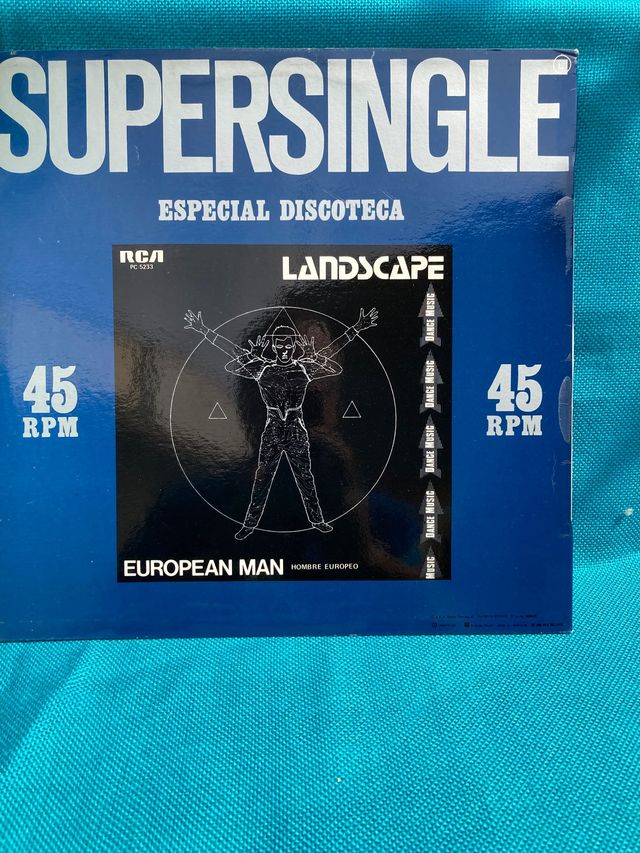 SUPERSINGLE
ESPECIAL DISCOTECA
RCA
PC-5233
LANDSCAPE
DANCE MUSIC
DANCE MUSIC
DANCE MUSIC
DANCE MUSIC
MUSIC
45
RPM
45
RPM
EUROPEAN MAN HOMBRE EUROPEO